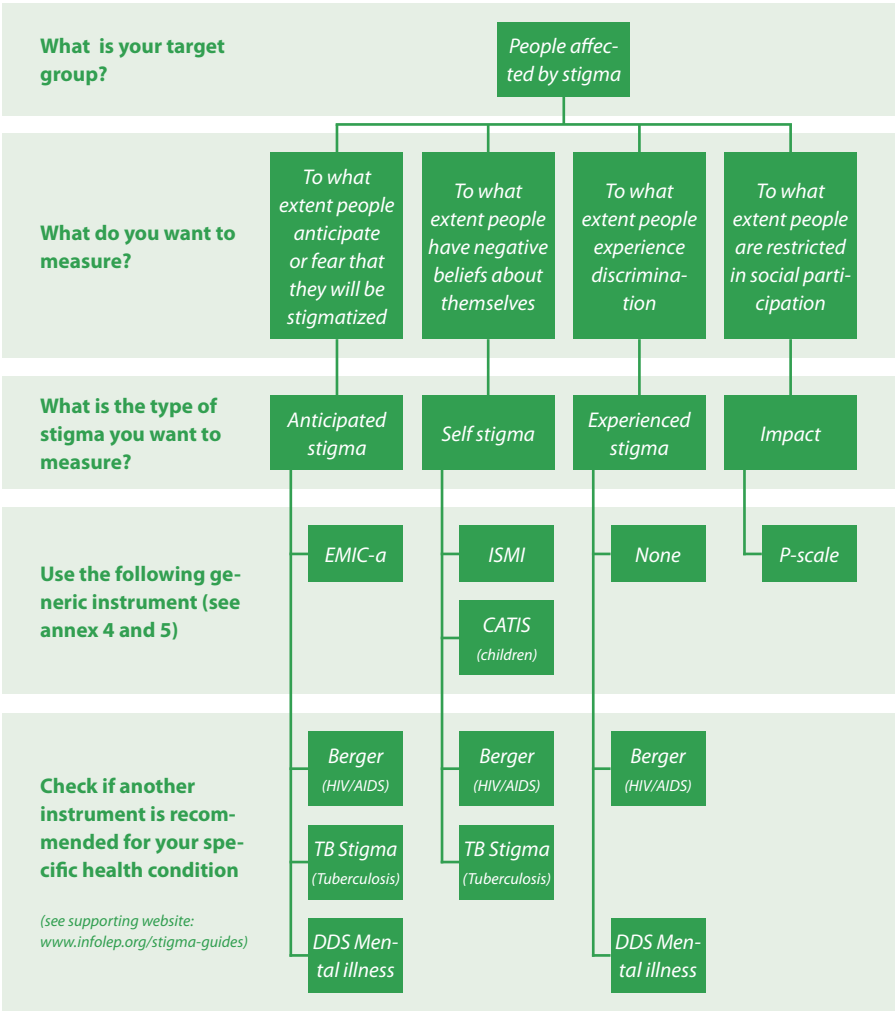 What is your target
group?
People affec-
ted by stigma
What do you want to
measure?
To what
extent people
anticipate
or fear that
they will be
stigmatized
To what
extent people
have negative
beliefs about
themselves
To what
extent people
experience
discrimina-
tion
To what
extent people
are restricted
in social parti-
cipation
What is the type of
stigma you want to
measure?
Anticipated
stigma
Self stigma
Experienced
stigma
Impact
Use the following ge-
neric instrument (see
annex 4 and 5)
EMIC-a
ISMI
None
P-scale
CATIS
(children)
Check if another
instrument is recom-
mended for your spe-
cific health condition
(see supporting website:
www.infolep.org/stigma-guides)
Berger
(HIV/AIDS)
Berger
(HIV/AIDS)
Berger
(HIV/AIDS)
TB Stigma
(Tuberculosis)
TB Stigma
(Tuberculosis)
DDS Men-
tal illness
DDS Men-
tal illness